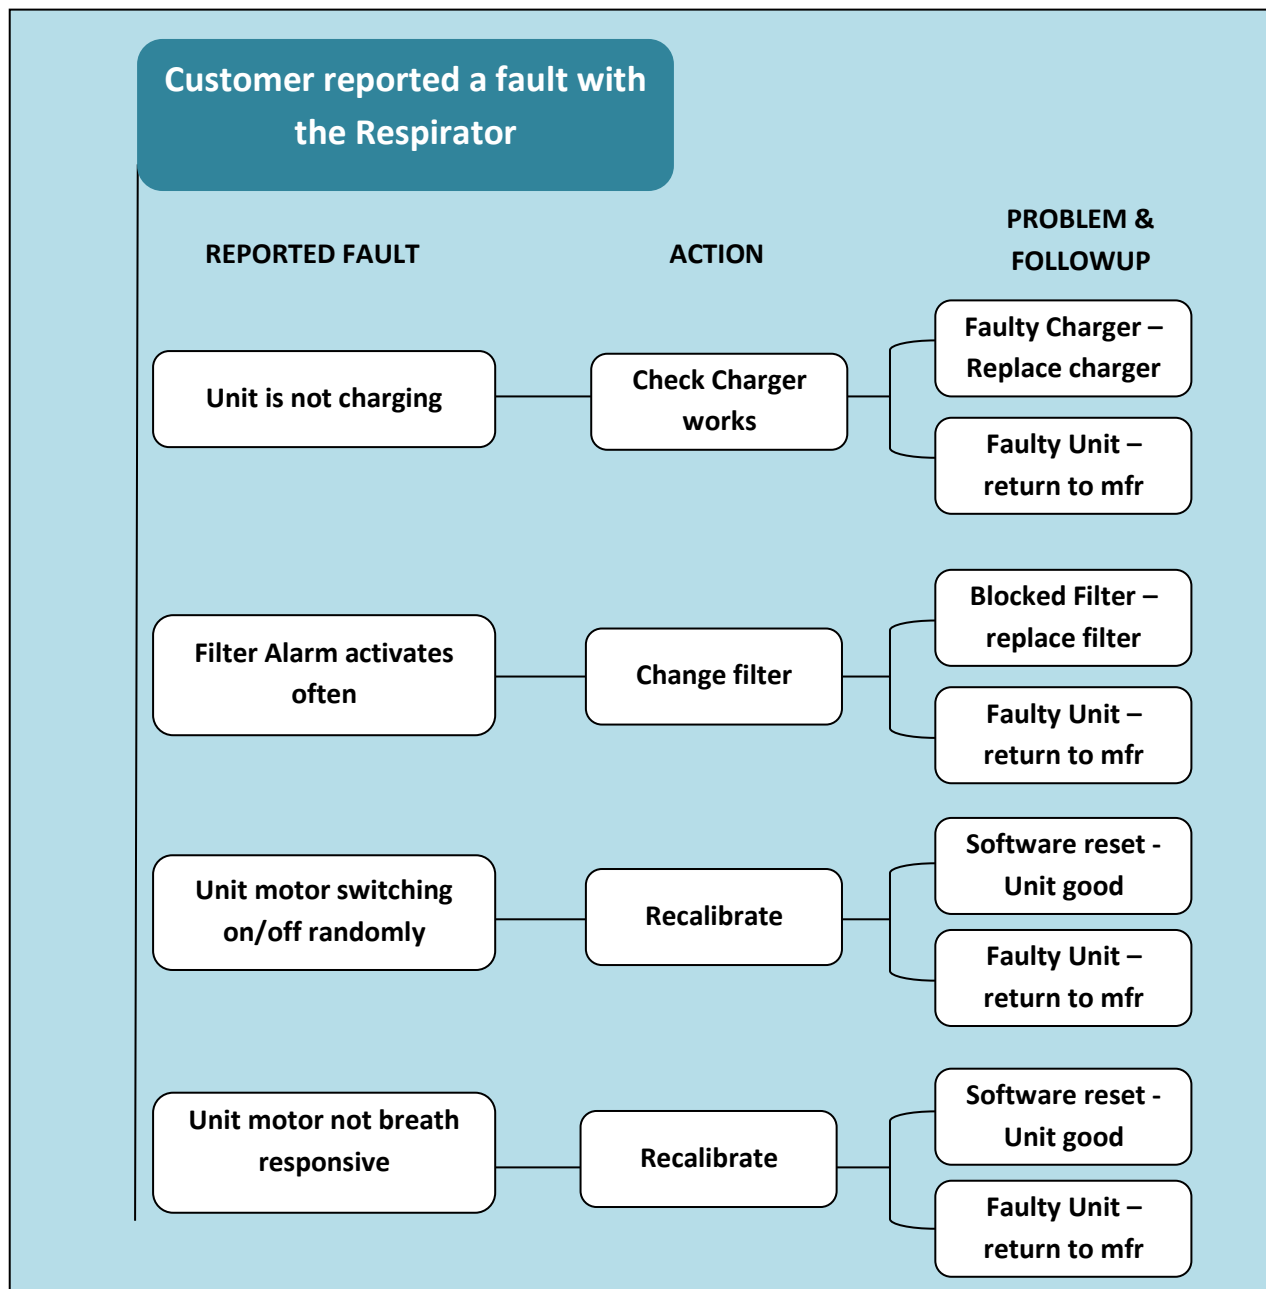 Customer reported a fault with
the Respirator
REPORTED FAULT
ACTION
PROBLEM &
FOLLOWUP
Unit is not charging
Check Charger
works
Faulty Charger –
Replace charger
Faulty Unit –
return to mfr
Filter Alarm activates
often
Change filter
Blocked Filter –
replace filter
Faulty Unit –
return to mfr
Unit motor switching
on/off randomly
Recalibrate
Software reset -
Unit good
Faulty Unit –
return to mfr
Unit motor not breath
responsive
Recalibrate
Software reset -
Unit good
Faulty Unit –
return to mfr